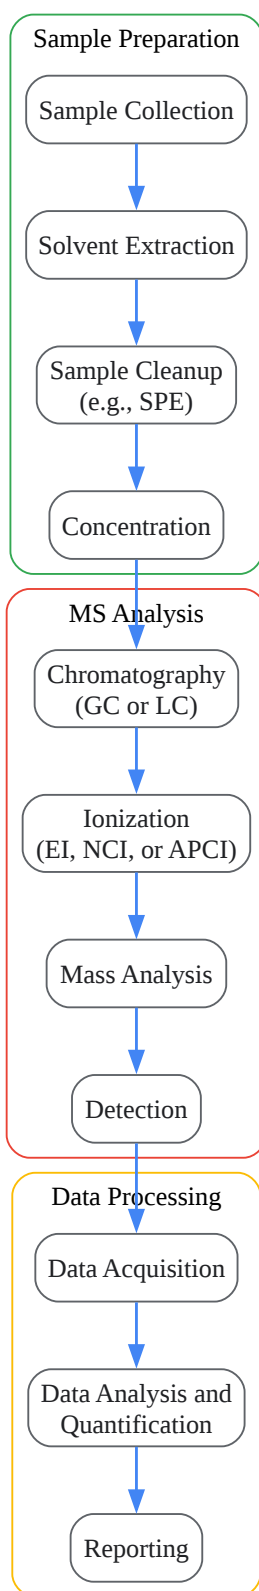 Sample Preparation
Sample Collection
Solvent Extraction
Sample Cleanup
(e.g., SPE)
Concentration
MS Analysis
Chromatography
(GC or LC)
Ionization
(EI, NCI, or APCI)
Mass Analysis
Detection
Data Processing
Data Acquisition
Data Analysis and
Quantification
Reporting